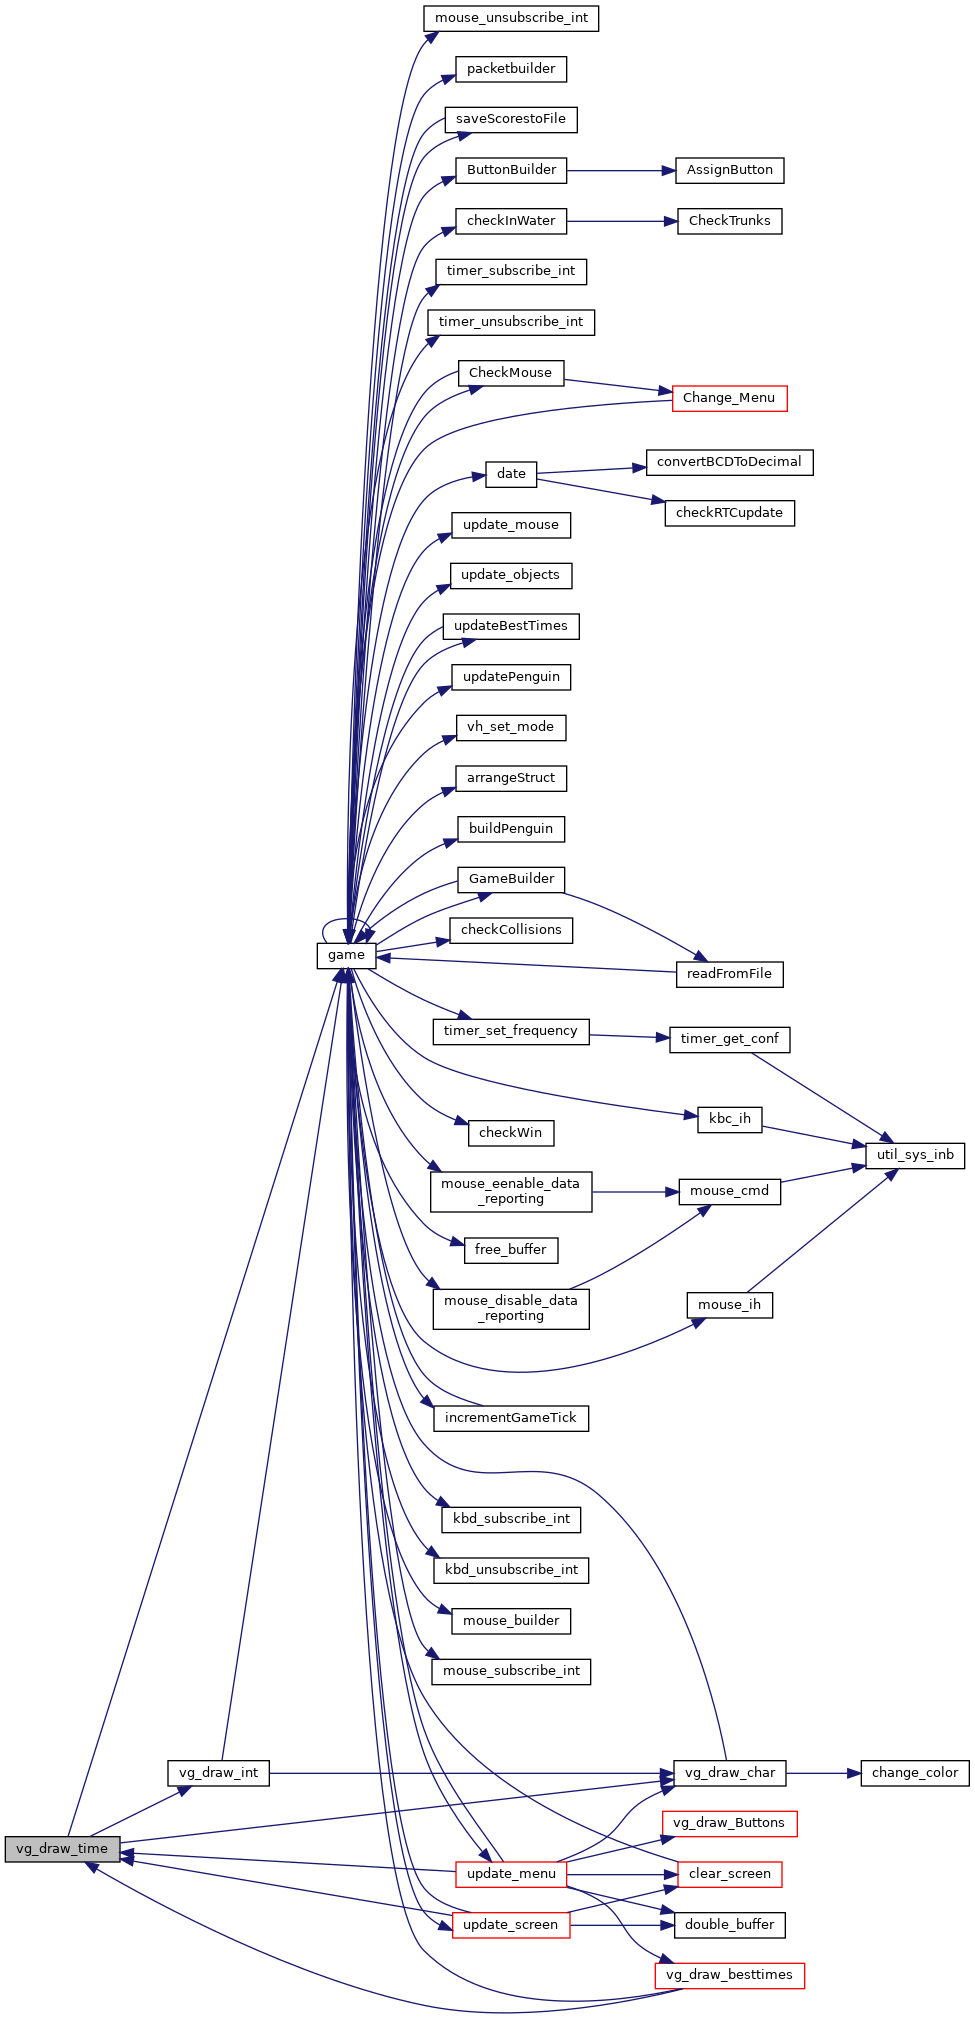 mouse_unsubscribe_int
packetbuilder
saveScorestoFile
ButtonBuilder
AssignButton
checkInWater
CheckTrunks
timer_subscribe_int
timer_unsubscribe_int
CheckMouse
Change_Menu
date
convertBCDToDecimal
checkRTCupdate
update_mouse
update_objects
updateBestTimes
updatePenguin
vh_set_mode
arrangeStruct
buildPenguin
GameBuilder
checkCollisions
game
readFromFile
timer_set_frequency
timer_get_conf
kbc_ih
checkWin
util_sys_inb
mouse_eenable_data
_reporting
mouse_cmd
free_buffer
mouse_disable_data
_reporting
mouse_ih
incrementGameTick
kbd_subscribe_int
kbd_unsubscribe_int
mouse_builder
mouse_subscribe_int
vg_draw_int
vg_draw_char
change_color
vg_draw_time
vg_draw_Buttons
update_menu
clear_screen
update_screen
double_buffer
vg_draw_besttimes